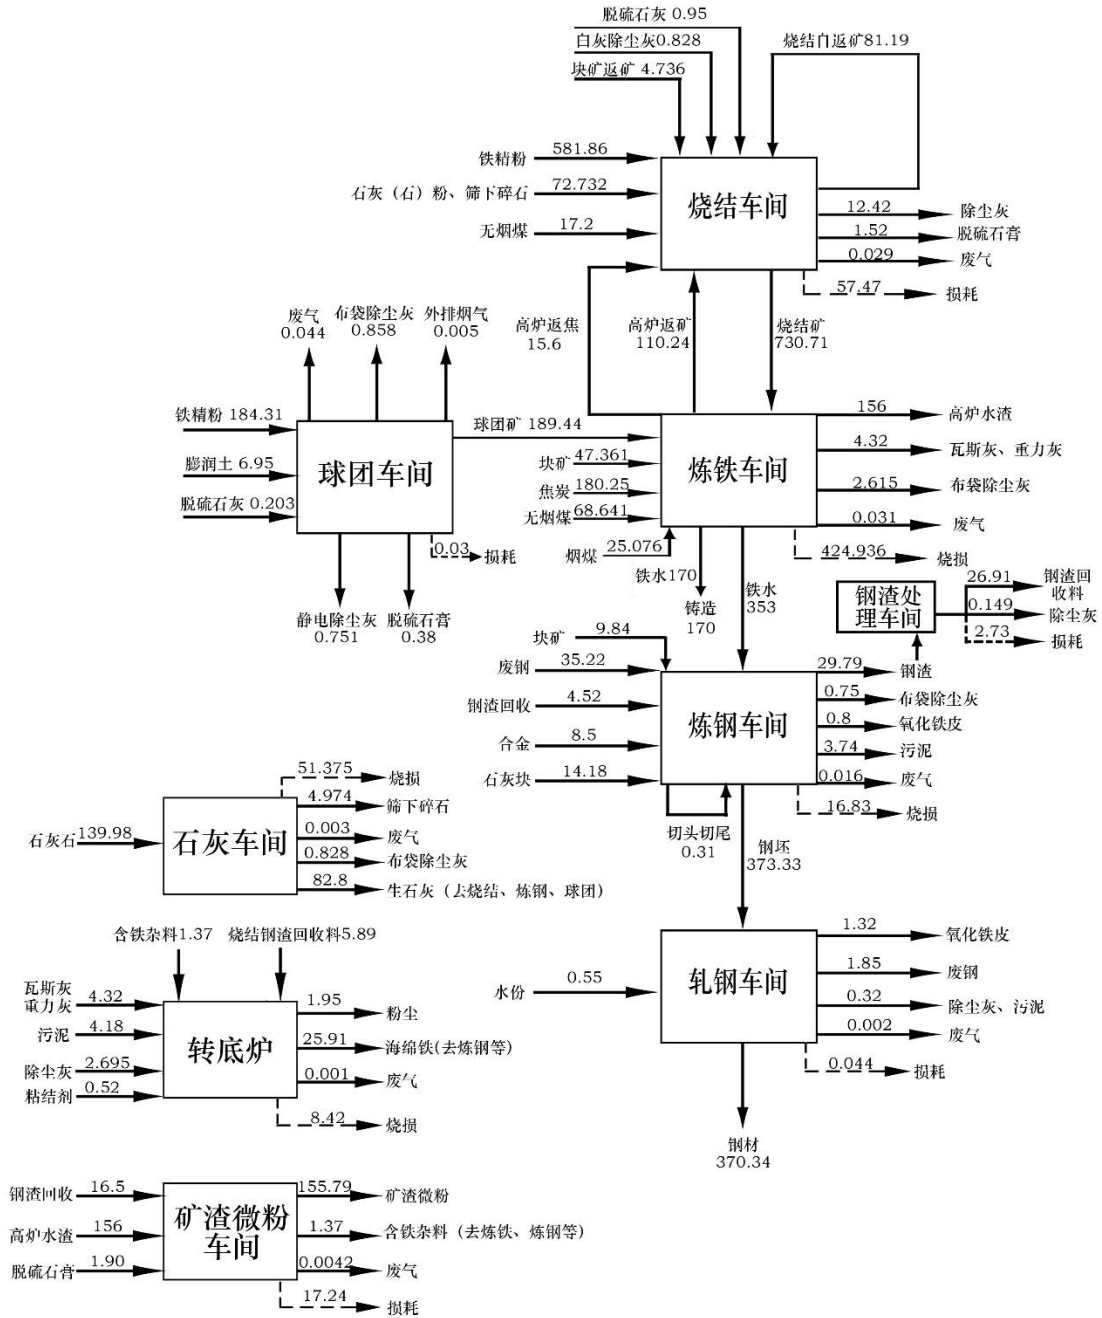 脱硫石灰 0.95
白灰除尘灰0.828
块矿返矿 4.736
烧结自返矿81.19
铁精粉
581.86
石灰（石）粉、筛下碎石
72.732
无烟煤
17.2
烧结车间
12.42
除尘灰
1.52
脱硫石膏
0.029
废气
57.47
损耗
高炉返焦
15.6
高炉返矿
110.24
烧结矿
730.71
废气
0.044
布袋除尘灰
0.858
外排烟气
0.005
铁精粉 184.31
膨润土 6.95
脱硫石灰 0.203
球团车间
0.03
损耗
静电除尘灰
0.751
脱硫石膏
0.38
球团矿 189.44
块矿
47.361
焦炭
180.25
无烟煤
68.641
烟煤
25.076
炼铁车间
156
高炉水渣
4.32
瓦斯灰、重力灰
2.615
布袋除尘灰
0.031
废气
424.936
烧损
铁水170
铸造
170
铁水
353
钢渣处
理车间
26.91
钢渣回
收料
0.149
除尘灰
2.73
损耗
块矿
9.84
废钢
35.22
钢渣回收
4.52
合金
8.5
石灰块
14.18
炼钢车间
29.79
钢渣
0.75
布袋除尘灰
0.8
氧化铁皮
3.74
污泥
0.016
废气
16.83
烧损
切头切尾
0.31
钢坯
373.33
石灰石
139.98
石灰车间
51.375
烧损
4.974
筛下碎石
0.003
废气
0.828
布袋除尘灰
82.8
生石灰（去烧结、炼钢、球团）
水份
0.55
轧钢车间
1.32
氧化铁皮
1.85
废钢
0.32
除尘灰、污泥
0.002
废气
0.044
损耗
钢材
370.34
含铁杂料1.37
烧结钢渣回收料5.89
瓦斯灰
重力灰
4.32
污泥
4.18
除尘灰
2.695
粘结剂
0.52
转底炉
1.95
粉尘
25.91
海绵铁(去炼钢等)
0.001
废气
8.42
烧损
钢渣回收
16.5
高炉水渣
156
脱硫石膏
1.90
矿渣微粉
车间
155.79
矿渣微粉
1.37
含铁杂料（去炼铁、炼钢等）
0.0042
废气
17.24
损耗